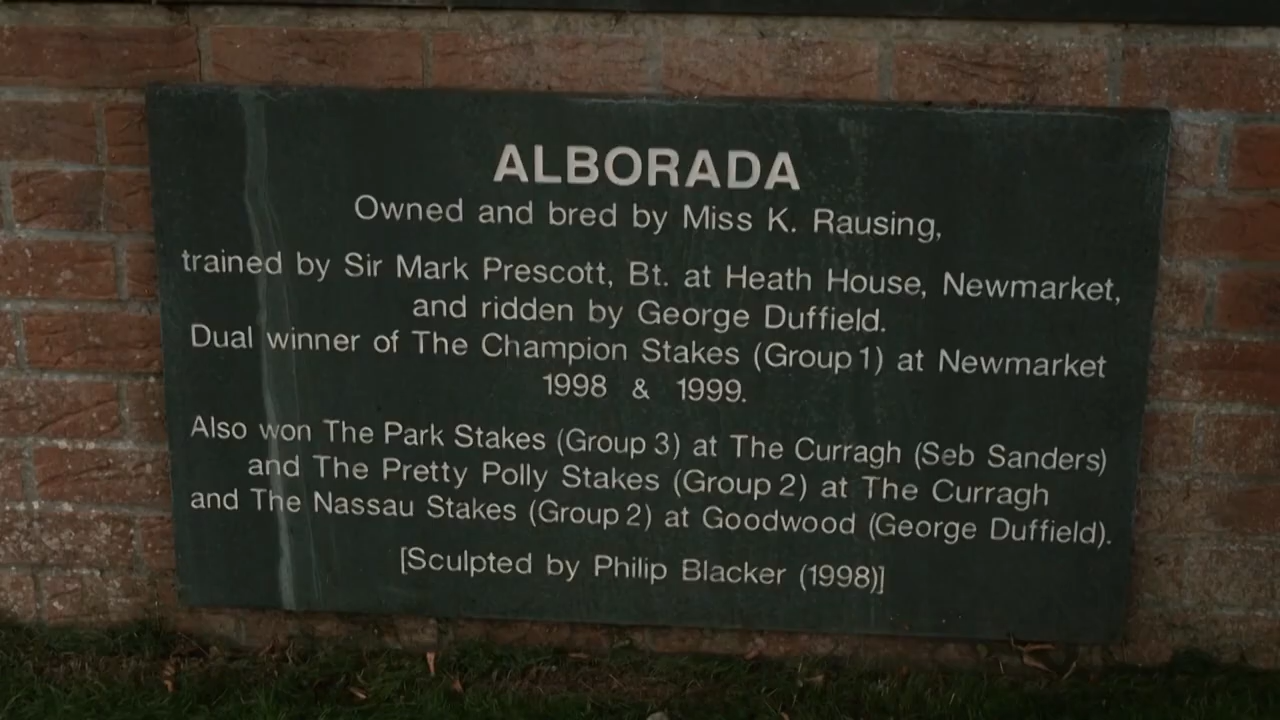 ALBORADA
Owned and bred by Miss K. Rausing,
trained by Sir Mark Prescott, Bt. at Heath House, Newmarket,
and ridden by George Duffield.
Dual winner of The Champion Stakes (Group 1) at Newmarket
1998 & 1999.
Also won The Park Stakes (Group 3) at The Curragh (Seb Sanders)
and The Pretty Polly Stakes (Group 2) at The Curragh
and The Nassau Stakes (Group 2) at Goodwood (George Duffield).
[Sculpted by Philip Blacker (1998)]